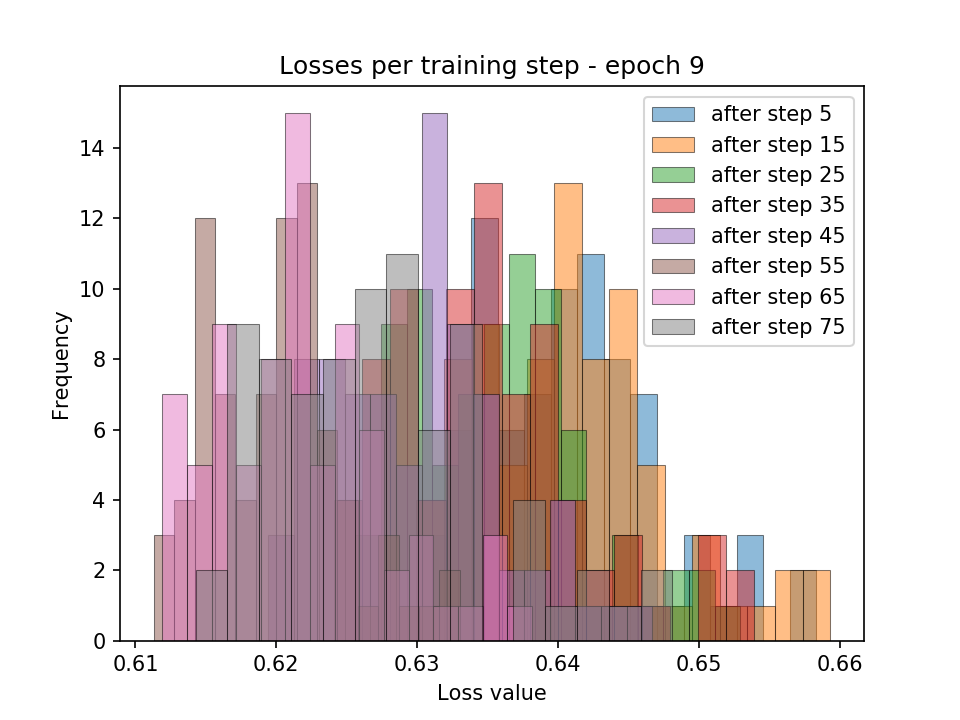 Losses per training step - epoch 9
after step 5
after step 15
after step 25
after step 35
after step 45
after step 55
after step 65
after step 75
14
12
10
8
6
4
2
0
Frequency
0.61 0.62 0.63 0.64 0.65 0.66
Loss value